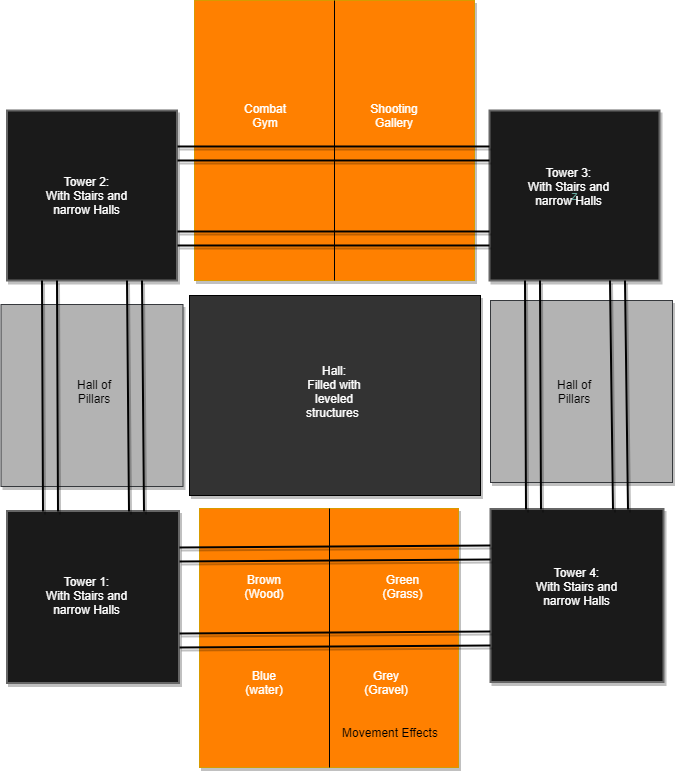 Combat
Gym
Shooting
Gallery
Tower 2:
With Stairs and
narrow Halls
Tower 3:
With Stairs and
narrow Halls
Hall of
Pillars
Hall:
Filled with
leveled
structures
Hall of
Pillars
Tower 1:
With Stairs and
narrow Halls
Brown
(Wood)
Green
(Grass)
Tower 4:
With Stairs and
narrow Halls
Blue
(water)
Grey
(Gravel)
Movement Effects